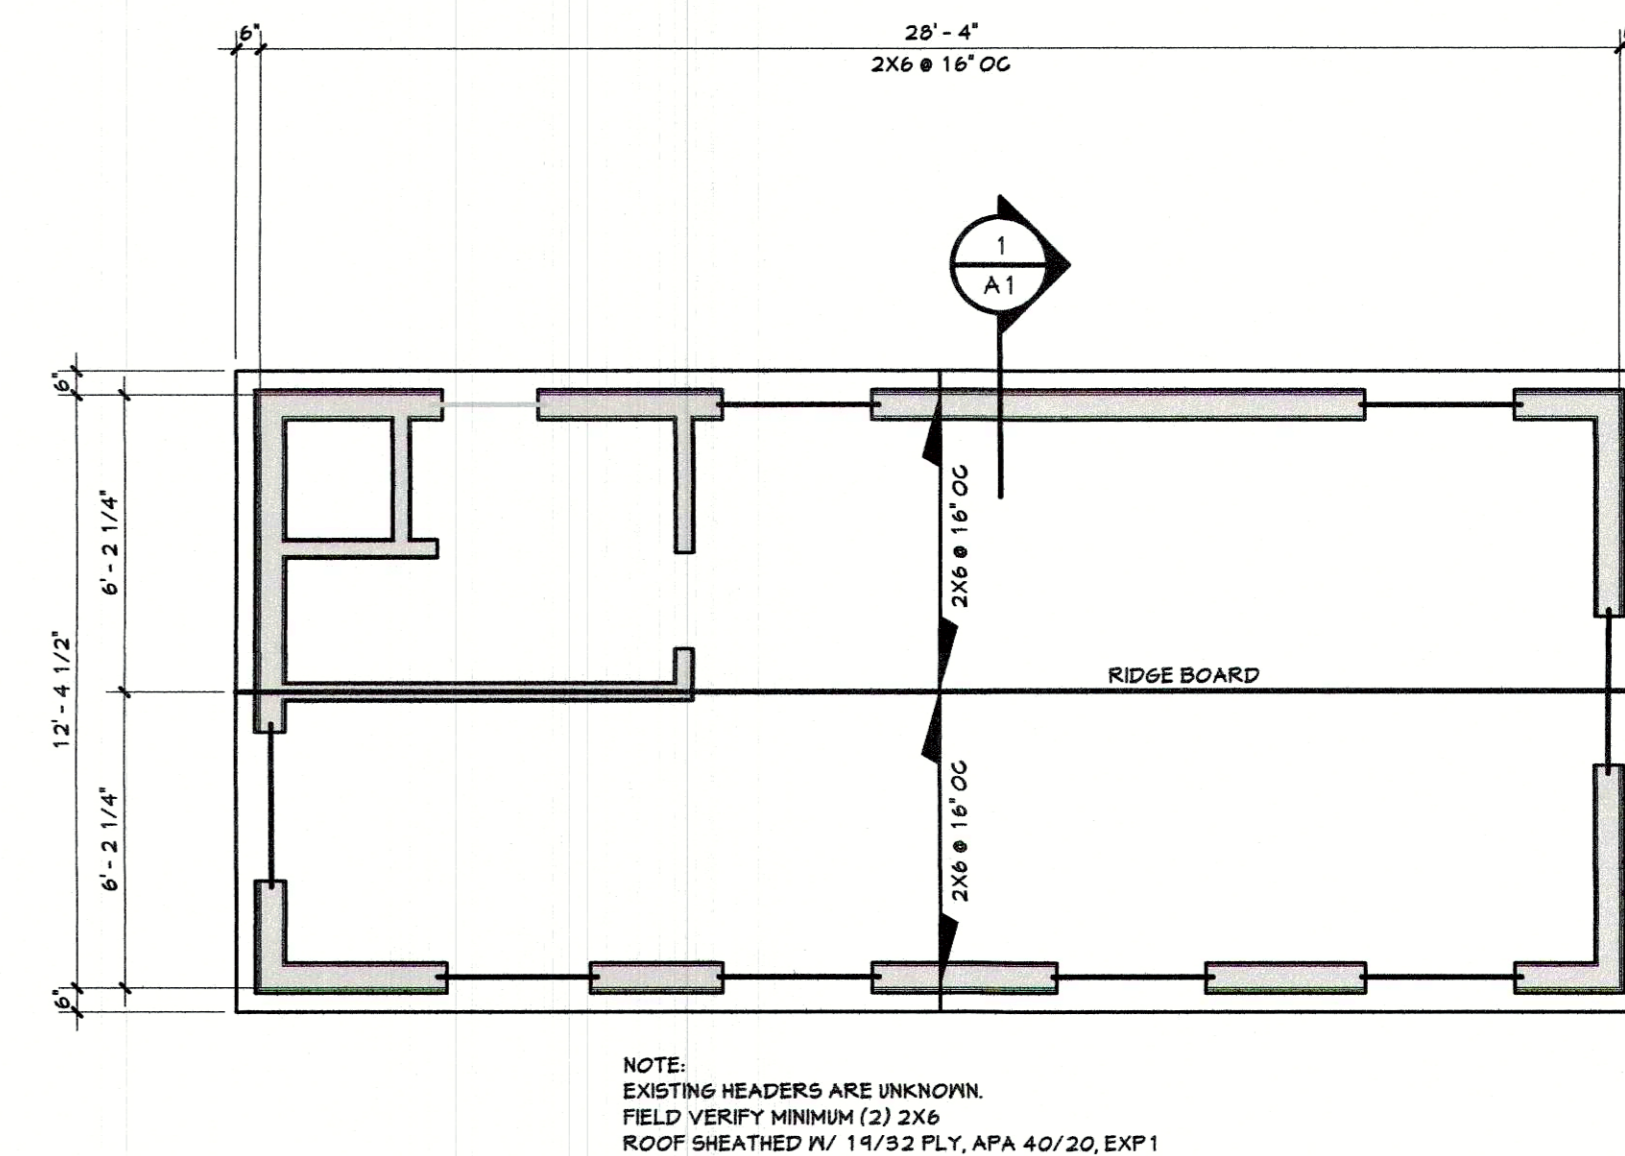 6"
28' - 4"
2X6 @ 16" OC
1
A1
6"
6' - 2 1/4"
12' - 4 1/2"
6' - 2 1/4"
6"
2X6 @ 16" OC
RIDGE BOARD
2X6 @ 16" OC
NOTE:
EXISTING HEADERS ARE UNKNOWN.
FIELD VERIFY MINIMUM (2) 2X6
ROOF SHEATHED W/ 19/32 PLY, APA 40/20, EXP1